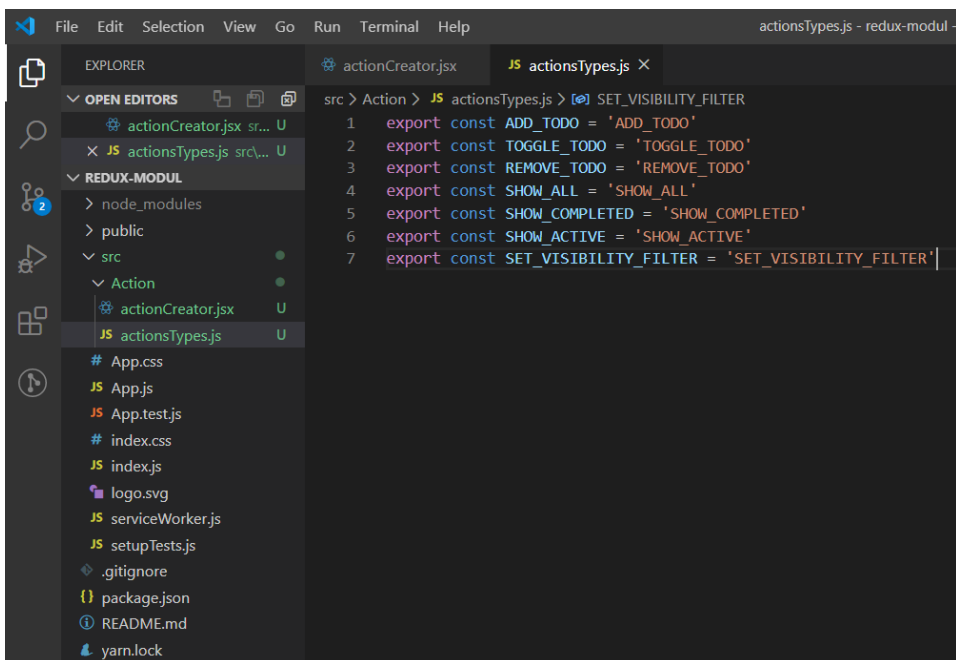 File Edit Selection View Go Run Terminal Help actionsTypes.js - redux-modul -
EXPLORER
OPEN EDITORS
actionCreator.jsx sr... U
JS actionsTypes.js src\... U
REDUX-MODUL
node_modules
public
src
Action
actionCreator.jsx U
JS actionsTypes.js U
# App.css
JS App.js
JS App.test.js
# index.css
JS index.js
logo.svg
JS serviceWorker.js
JS setupTests.js
.gitignore
{} package.json
README.md
yarn.lock
2
actionCreator.jsx JS actionsTypes.js
src > Action > JS actionsTypes.js > SET_VISIBILITY_FILTER
1 export const ADD_TODO = 'ADD_TODO'
2 export const TOGGLE_TODO = 'TOGGLE_TODO'
3 export const REMOVE_TODO = 'REMOVE_TODO'
4 export const SHOW_ALL = 'SHOW_ALL'
5 export const SHOW_COMPLETED = 'SHOW_COMPLETED'
6 export const SHOW_ACTIVE = 'SHOW_ACTIVE'
7 export const SET_VISIBILITY_FILTER = 'SET_VISIBILITY_FILTER'